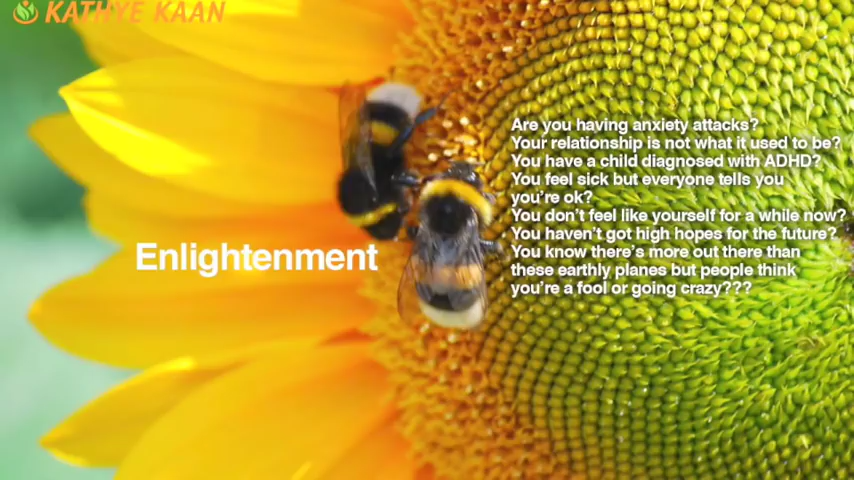 KATHYE KAAN
Enlightenment
Are you having anxiety attacks?
Your relationship is not what it used to be?
You have a child diagnosed with ADHD?
You feel sick but everyone tells you
you're ok?
You don't feel like yourself for a while now?
You haven't got high hopes for the future?
You know there's more out there than
these earthly planes but people think
you're a fool or going crazy???